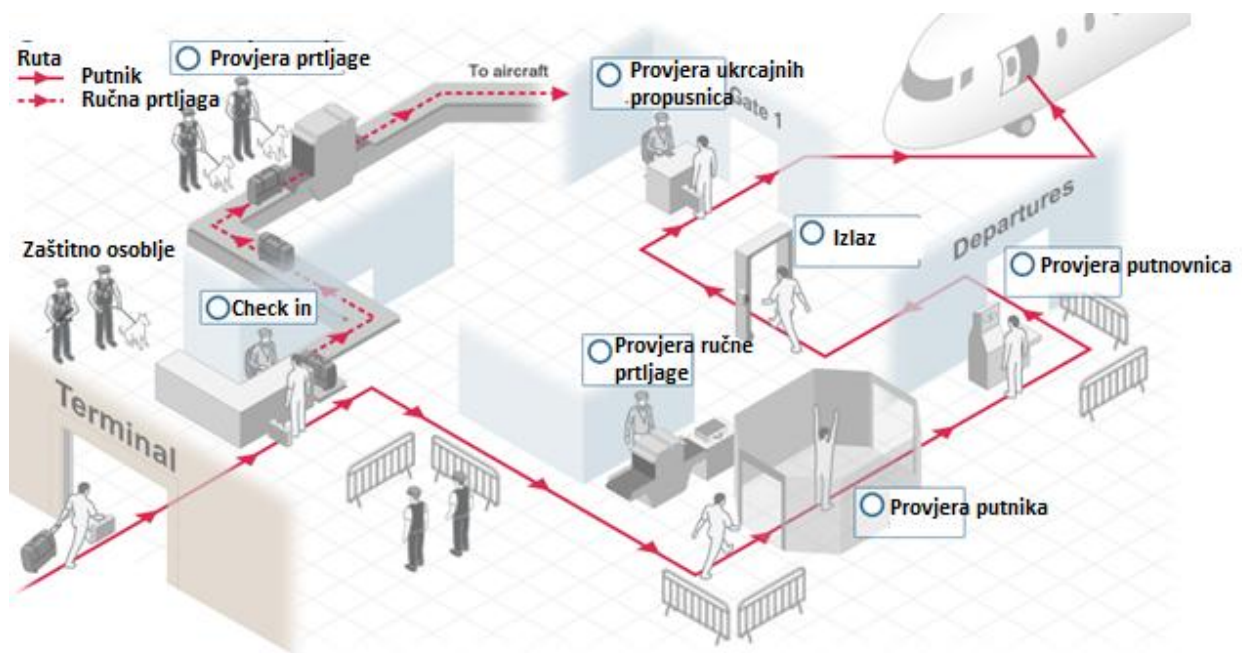 Ruta
Putnik
Ručna prtljaga
Provjera prtljage
To aircraft
Provjera ukrcajnih
propusnica
Gate 1
Departures
Izlaz
Provjera putnovnica
Zaštitno osoblje
Check in
Provjera ručne
prtljage
Terminal
Provjera putnika